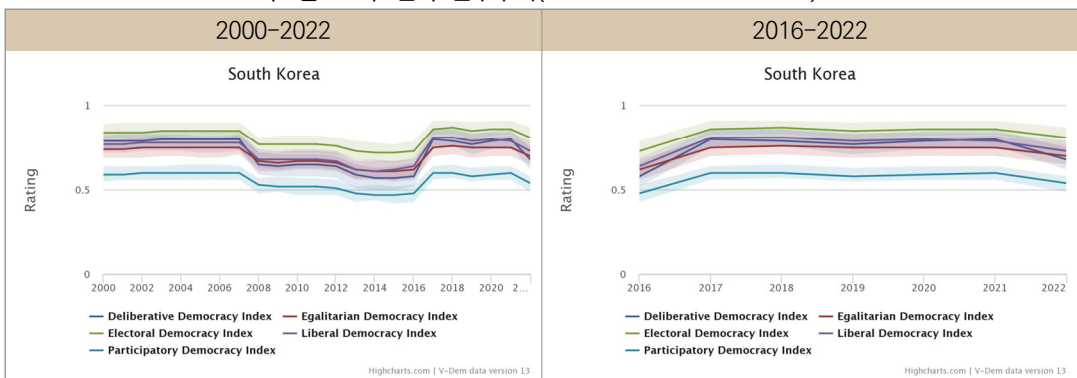 2000-2022
2016-2022
South Korea
1
0.5
0
Rating
2000 2002 2004 2006 2008 2010 2012 2014 2016 2018 2020 2...
Deliberative Democracy Index Egalitarian Democracy Index
Electoral Democracy Index Liberal Democracy Index
Participatory Democracy Index
Highcharts.com | V-Dem data version 13
South Korea
1
0.5
0
Rating
2016 2017 2018 2019 2020 2021 2022
Deliberative Democracy Index Egalitarian Democracy Index
Electoral Democracy Index Liberal Democracy Index
Participatory Democracy Index
Highcharts.com | V-Dem data version 13